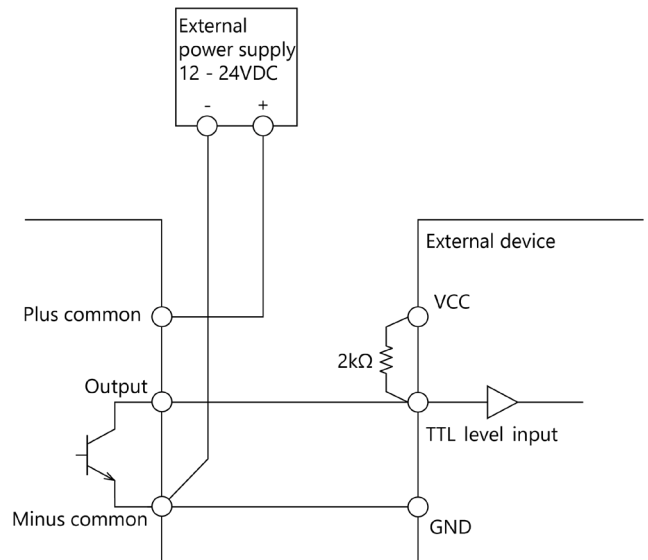 External
power supply
12 - 24VDC
- +
External device
Plus common
VCC
2kΩ
Output
TTL level input
Minus common
GND